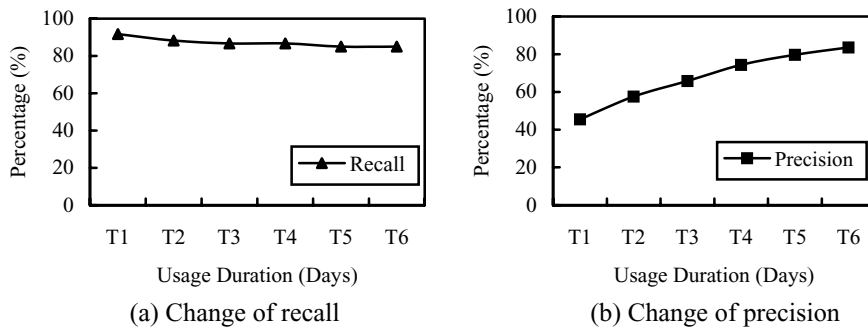 100
80
60
40
20
0
Percentage (%)
Recall
T1 T2 T3 T4 T5 T6
Usage Duration (Days)
(a) Change of recall
100
80
60
40
20
0
Percentage (%)
Precision
T1 T2 T3 T4 T5 T6
Usage Duration (Days)
(b) Change of precision